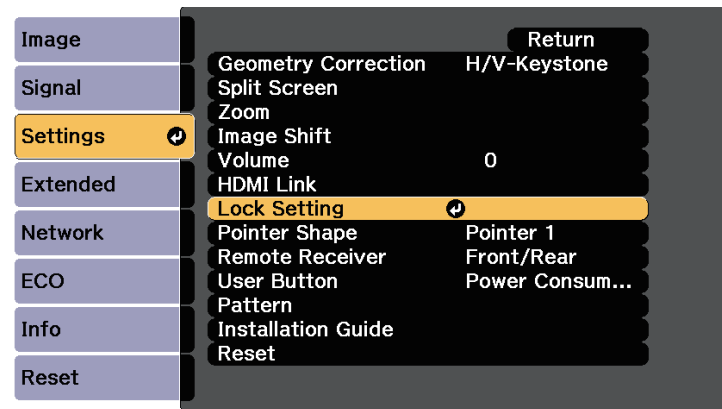 Image
Signal
Settings
Extended
Network
ECO
Info
Reset
Return
Geometry Correction H/V-Keystone
Split Screen
Zoom
Image Shift
Volume 0
HDMI Link
Lock Setting
Pointer Shape Pointer 1
Remote Receiver Front/Rear
User Button Power Consum...
Pattern
Installation Guide
Reset